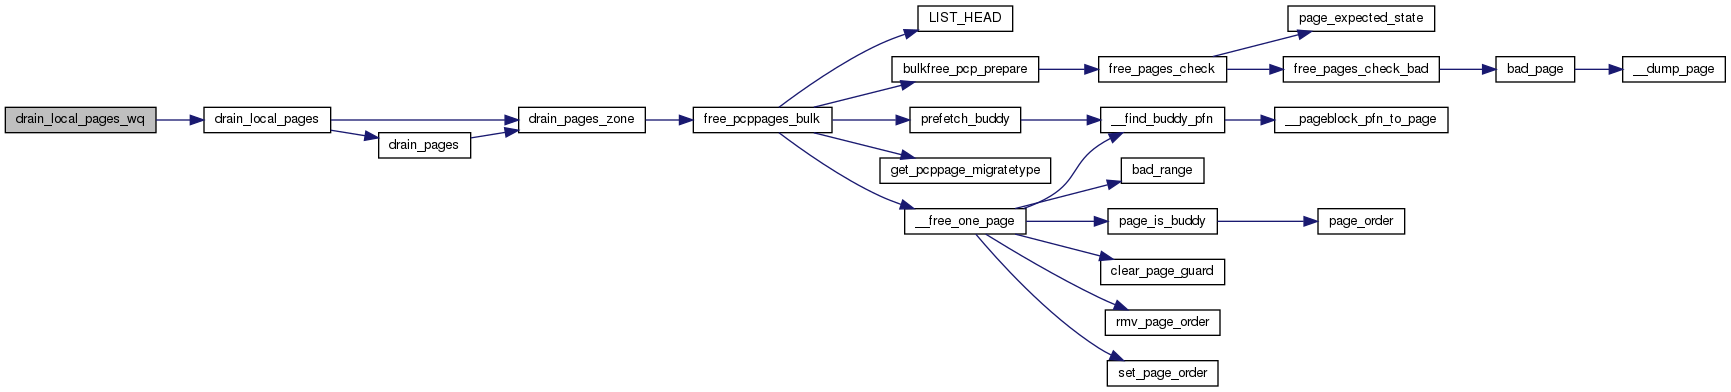 LIST_HEAD
page_expected_state
bulkfree_pcp_prepare
free_pages_check
free_pages_check_bad
bad_page
__dump_page
drain_local_pages_wq
drain_local_pages
drain_pages_zone
free_pcppages_bulk
prefetch_buddy
__find_buddy_pfn
__pageblock_pfn_to_page
drain_pages
get_pcppage_migratetype
bad_range
__free_one_page
page_is_buddy
page_order
clear_page_guard
rmv_page_order
set_page_order